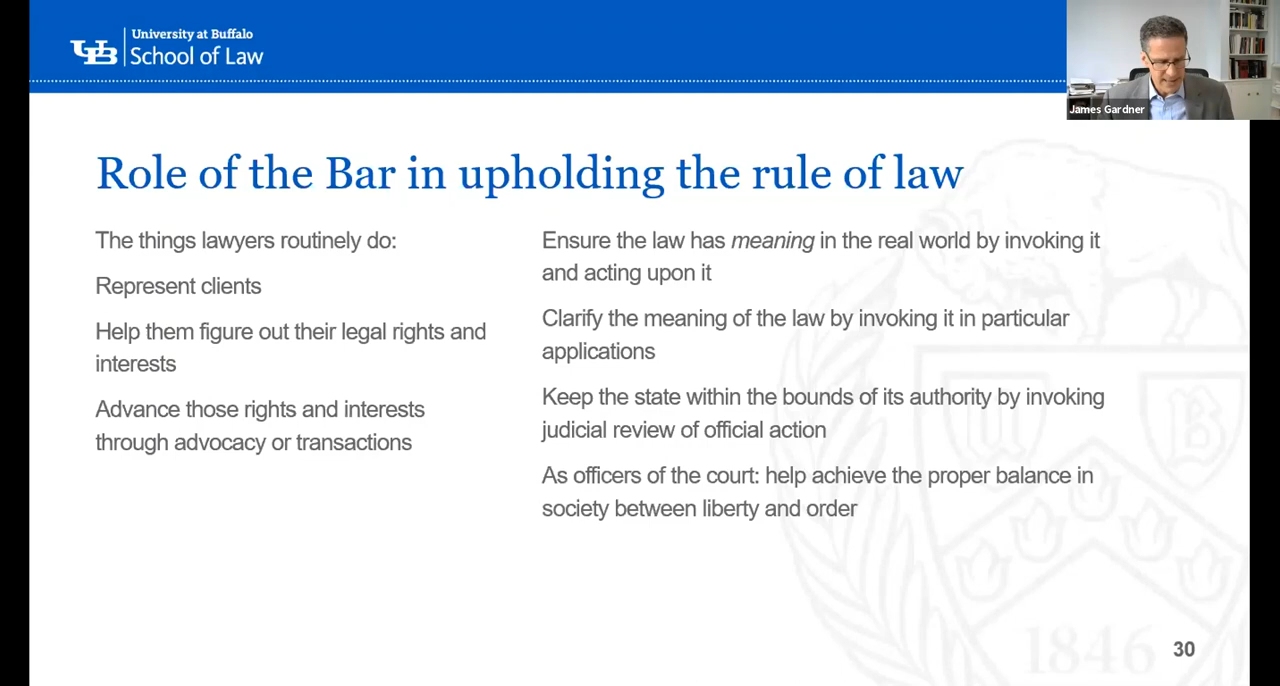 UB
University at Buffalo
School of Law
James Gardner
Role of the Bar in upholding the rule of law
The things lawyers routinely do:
Represent clients
Help them figure out their legal rights and
interests
Advance those rights and interests
through advocacy or transactions
Ensure the law has meaning in the real world by invoking it
and acting upon it
Clarify the meaning of the law by invoking it in particular
applications
Keep the state within the bounds of its authority by invoking
judicial review of official action
As officers of the court: help achieve the proper balance in
society between liberty and order
U
B
1846
30